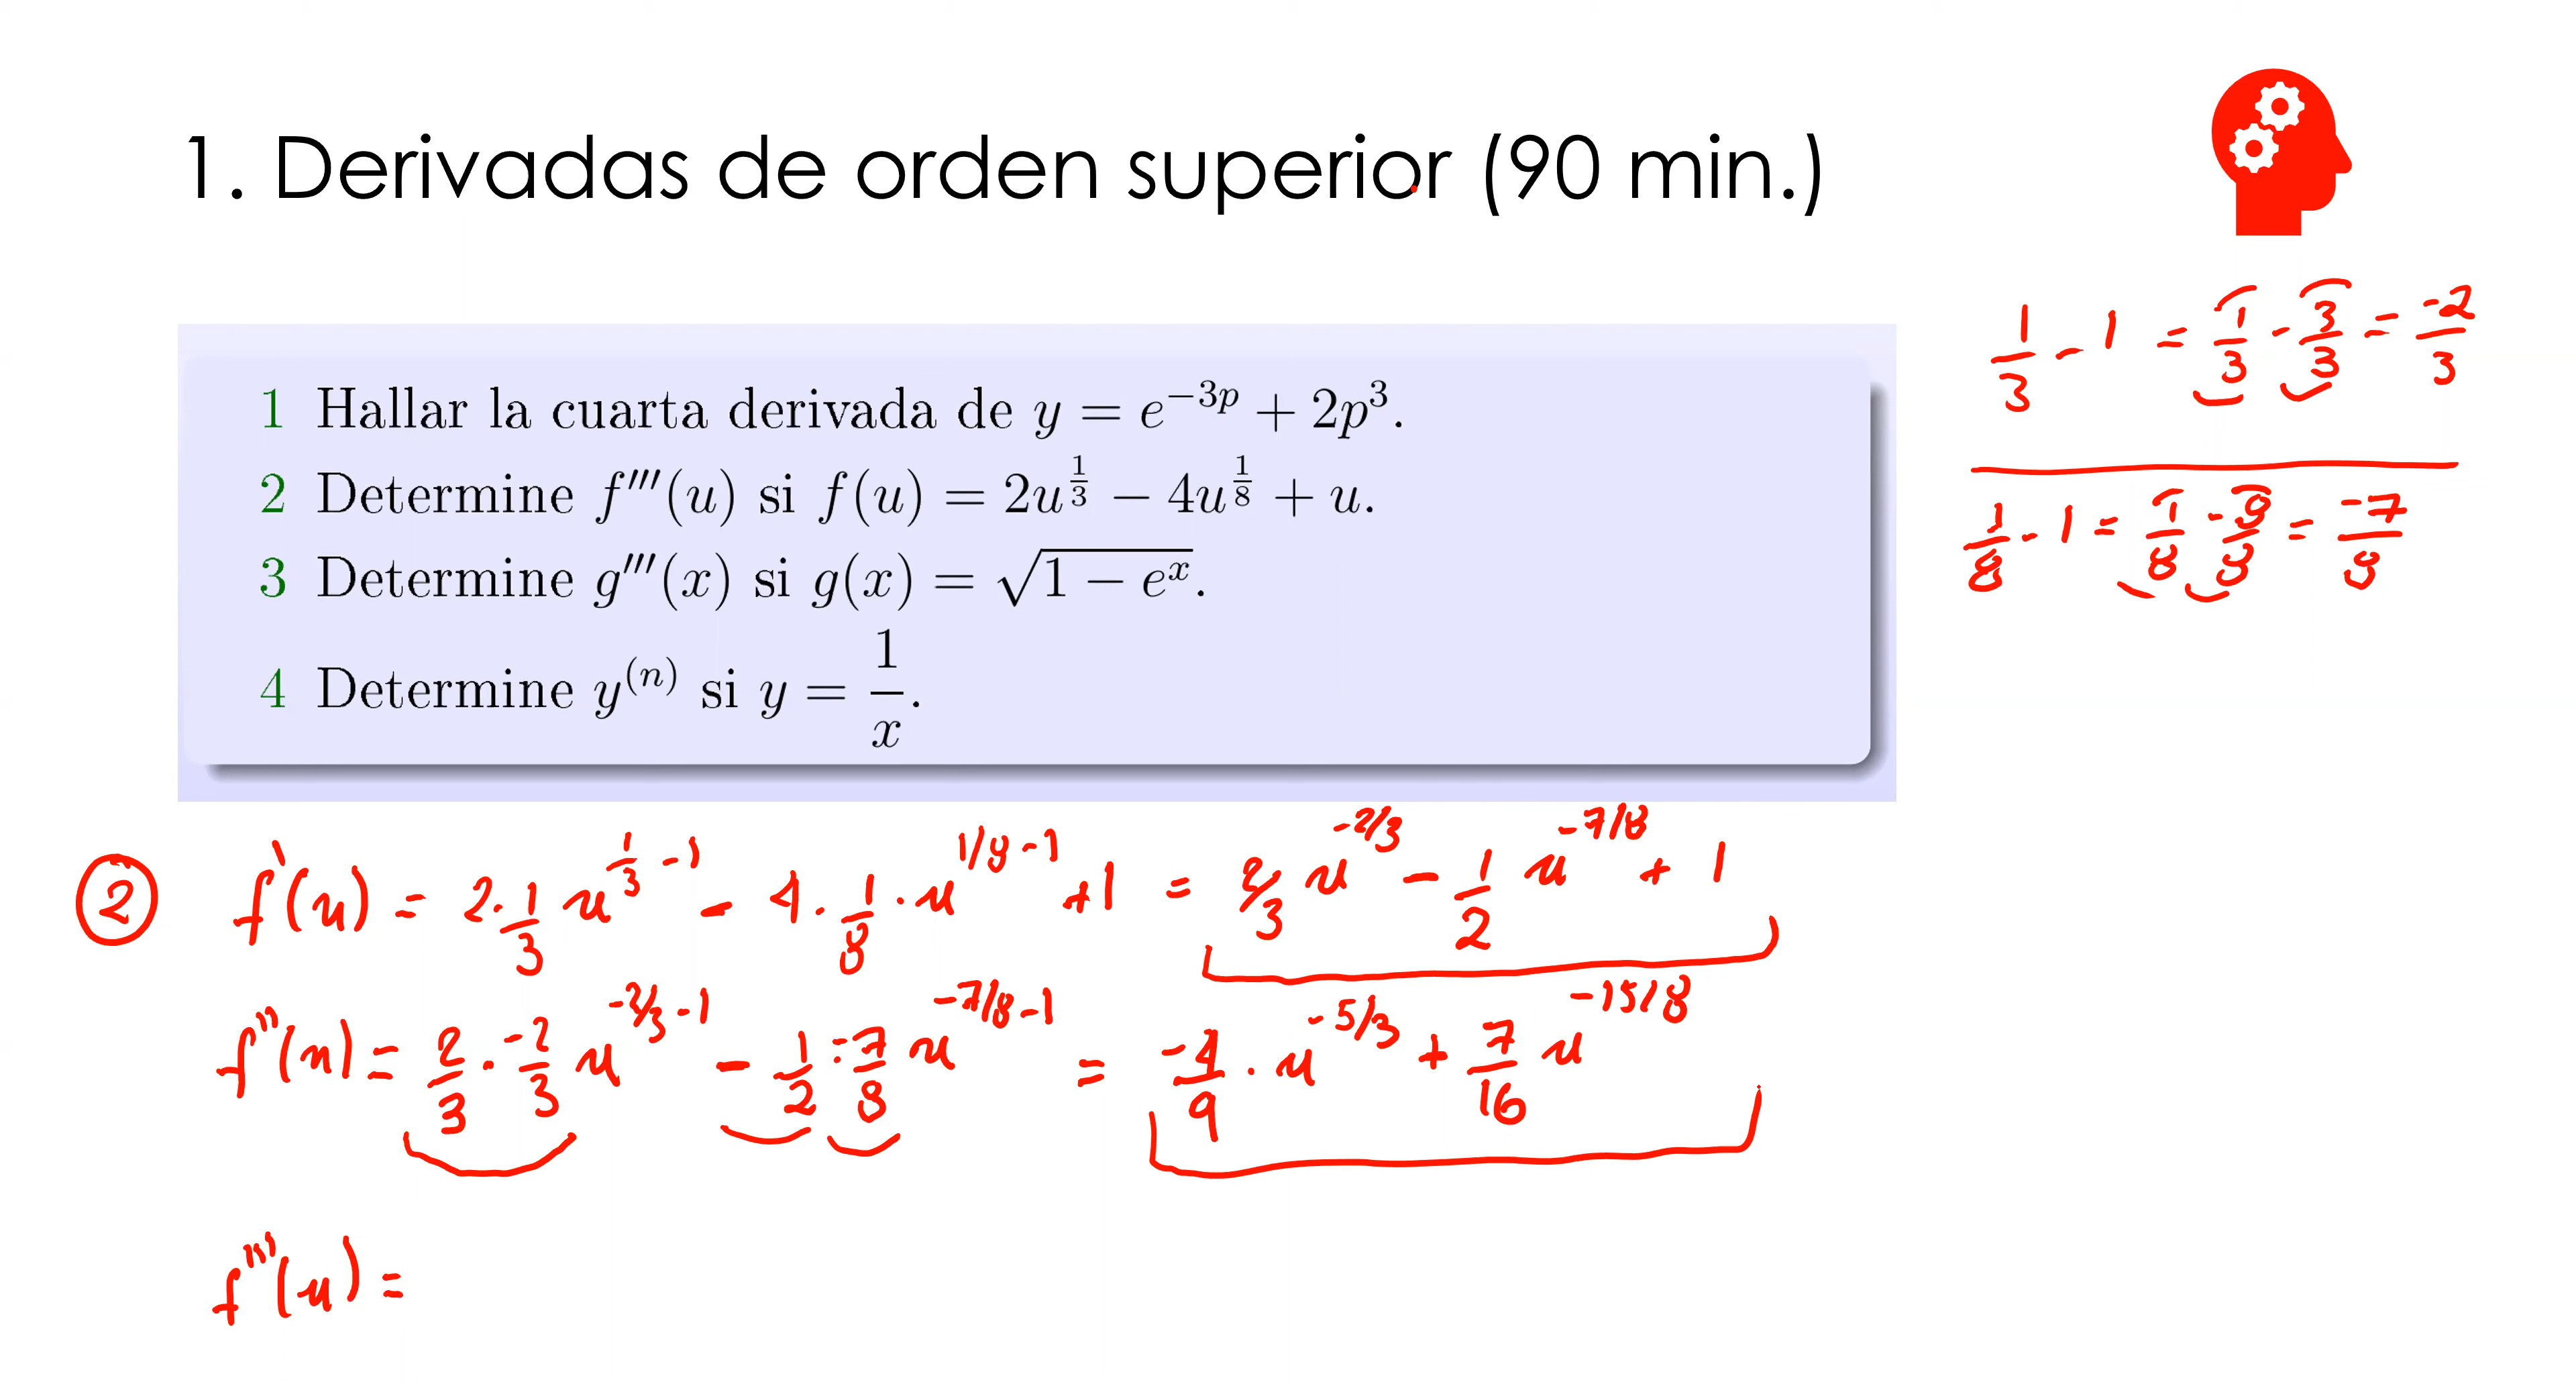 1. Derivadas de orden superior (90 min.)
1 Hallar la cuarta derivada de y = e^{-3p} + 2p^3.
2 Determine f'''(u) si f(u) = 2u^{1/3} − 4u^{1/8} + u.
3 Determine g'''(x) si g(x) = √(1 − e^x).
4 Determine y^{(n)} si y = 1/x.
1/3 - 1 = 1/3 - 3/3 = -2/3
1/8 - 1 = 1/8 - 8/8 = -7/8
② f'(u) = 2·1/3 u^{1/3 - 1} - 4·1/8·u^{1/8 - 1} + 1 = 2/3 u^{-2/3} - 1/2 u^{-7/8} + 1
f''(u) = 2/3 · -2/3 u^{-2/3 - 1} - 1/2 · -7/8 u^{-7/8 - 1} = -4/9 · u^{-5/3} + 7/16 u^{-15/8}
f'''(u) =